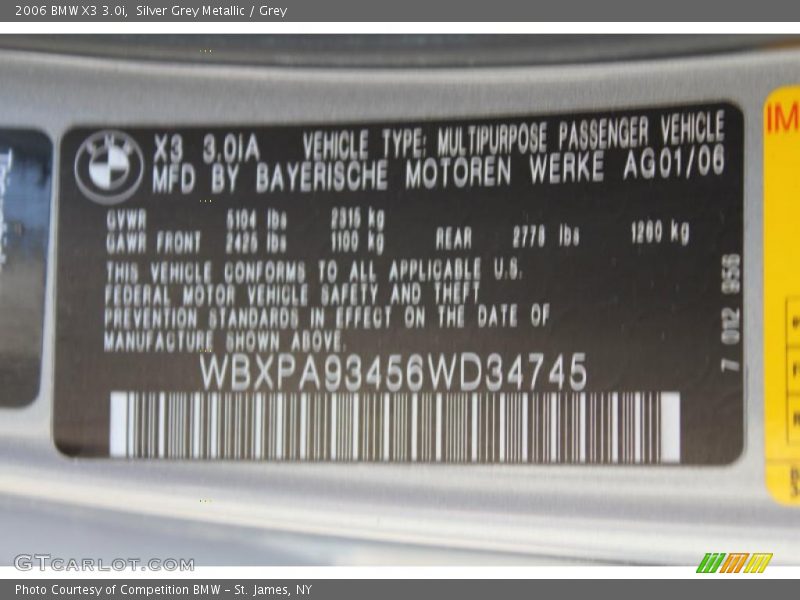 2006 BMW X3 3.0i,  Silver Grey Metallic / Grey
BMW
X3  3.0iA    VEHICLE TYPE: MULTIPURPOSE PASSENGER VEHICLE
MFD BY BAYERISCHE MOTOREN WERKE AG01/06
GVWR 5104 lbs 2315 kg
GAWR FRONT 2425 lbs 1100 kg REAR 2778 lbs 1260 kg
THIS VEHICLE CONFORMS TO ALL APPLICABLE U.S.
FEDERAL MOTOR VEHICLE SAFETY AND THEFT
PREVENTION STANDARDS IN EFFECT ON THE DATE OF
MANUFACTURE SHOWN ABOVE.
WBXPA93456WD34745
7 012 956
IM
GTCARLOT.COM
Photo Courtesy of Competition BMW – St. James, NY